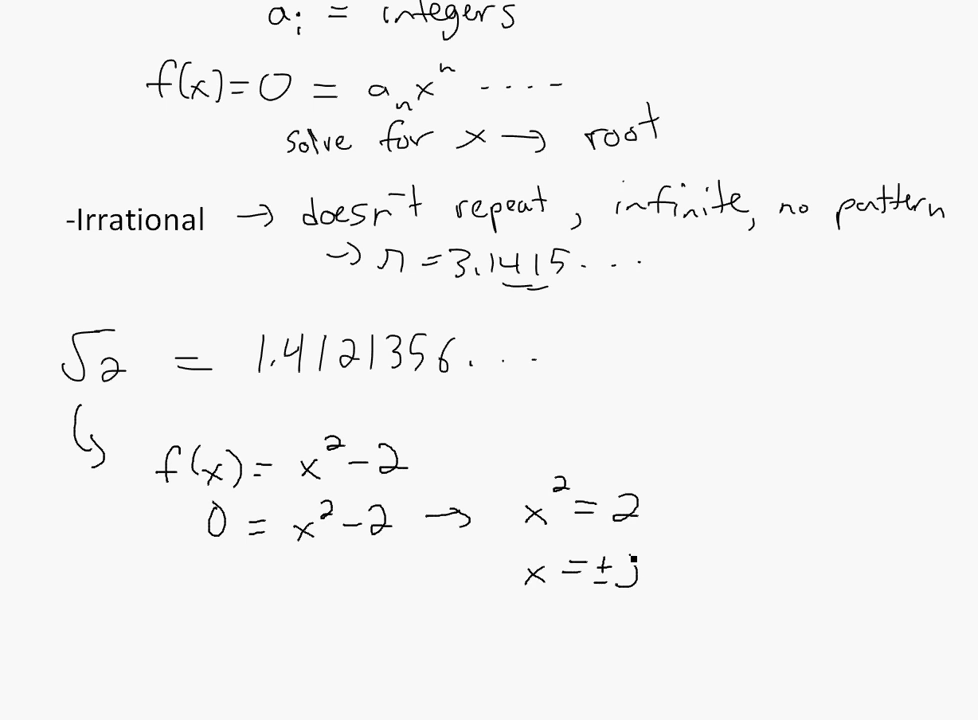 aᵢ = integers
f(x)=0 = aₙxⁿ ....
solve for x → root
-Irrational → doesn't repeat, infinite, no pattern
→ π = 3.1415...
√2 = 1.4121356...
↳
f(x) = x²-2
0 = x²-2 → x² = 2
x = ±